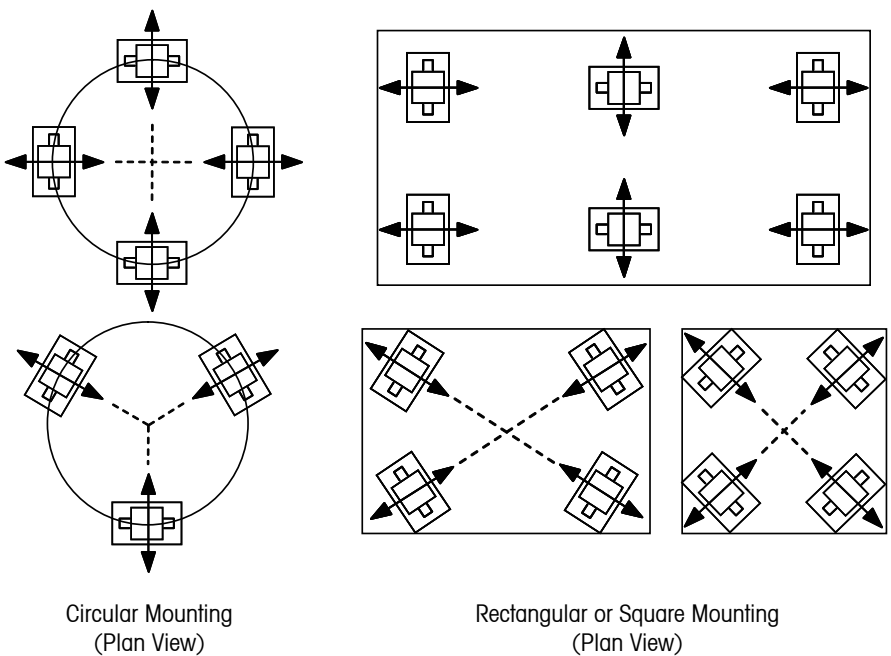 Circular Mounting
(Plan View)
Rectangular or Square Mounting
(Plan View)